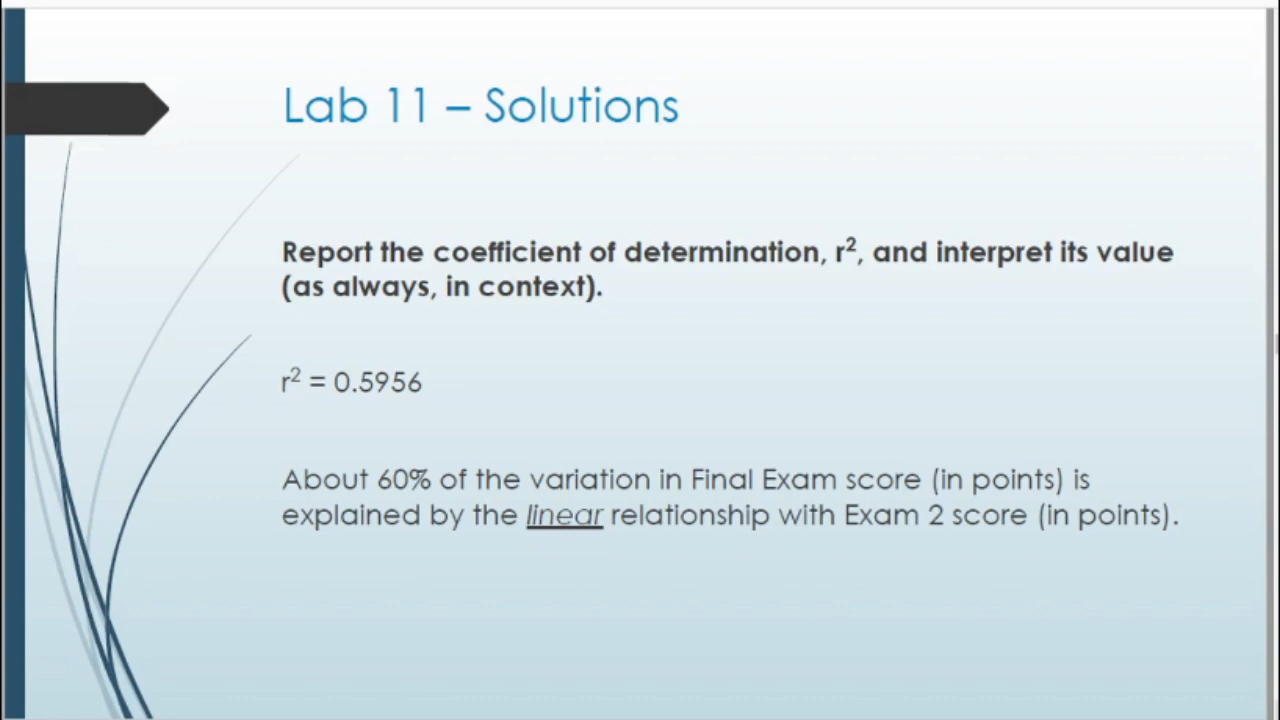 Lab 11 – Solutions
Report the coefficient of determination, r², and interpret its value
(as always, in context).
r² = 0.5956
About 60% of the variation in Final Exam score (in points) is
explained by the linear relationship with Exam 2 score (in points).